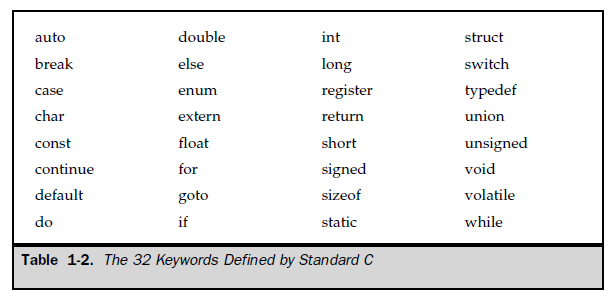 auto double int struct
break else long switch
case enum register typedef
char extern return union
const float short unsigned
continue for signed void
default goto sizeof volatile
do if static while
Table 1-2. The 32 Keywords Defined by Standard C